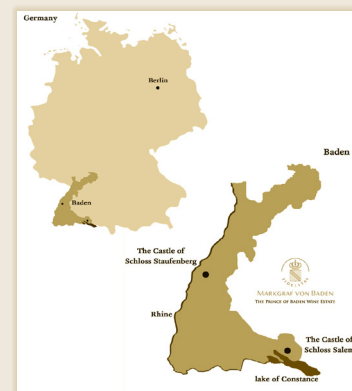 Germany
Berlin
Baden
Baden
The Castle of
Schloss Staufenberg
MARKGRAF VON BADEN
THE PRINCE OF BADEN WINE ESTATE
Rhine
The Castle of
Schloss Salem
lake of Constance